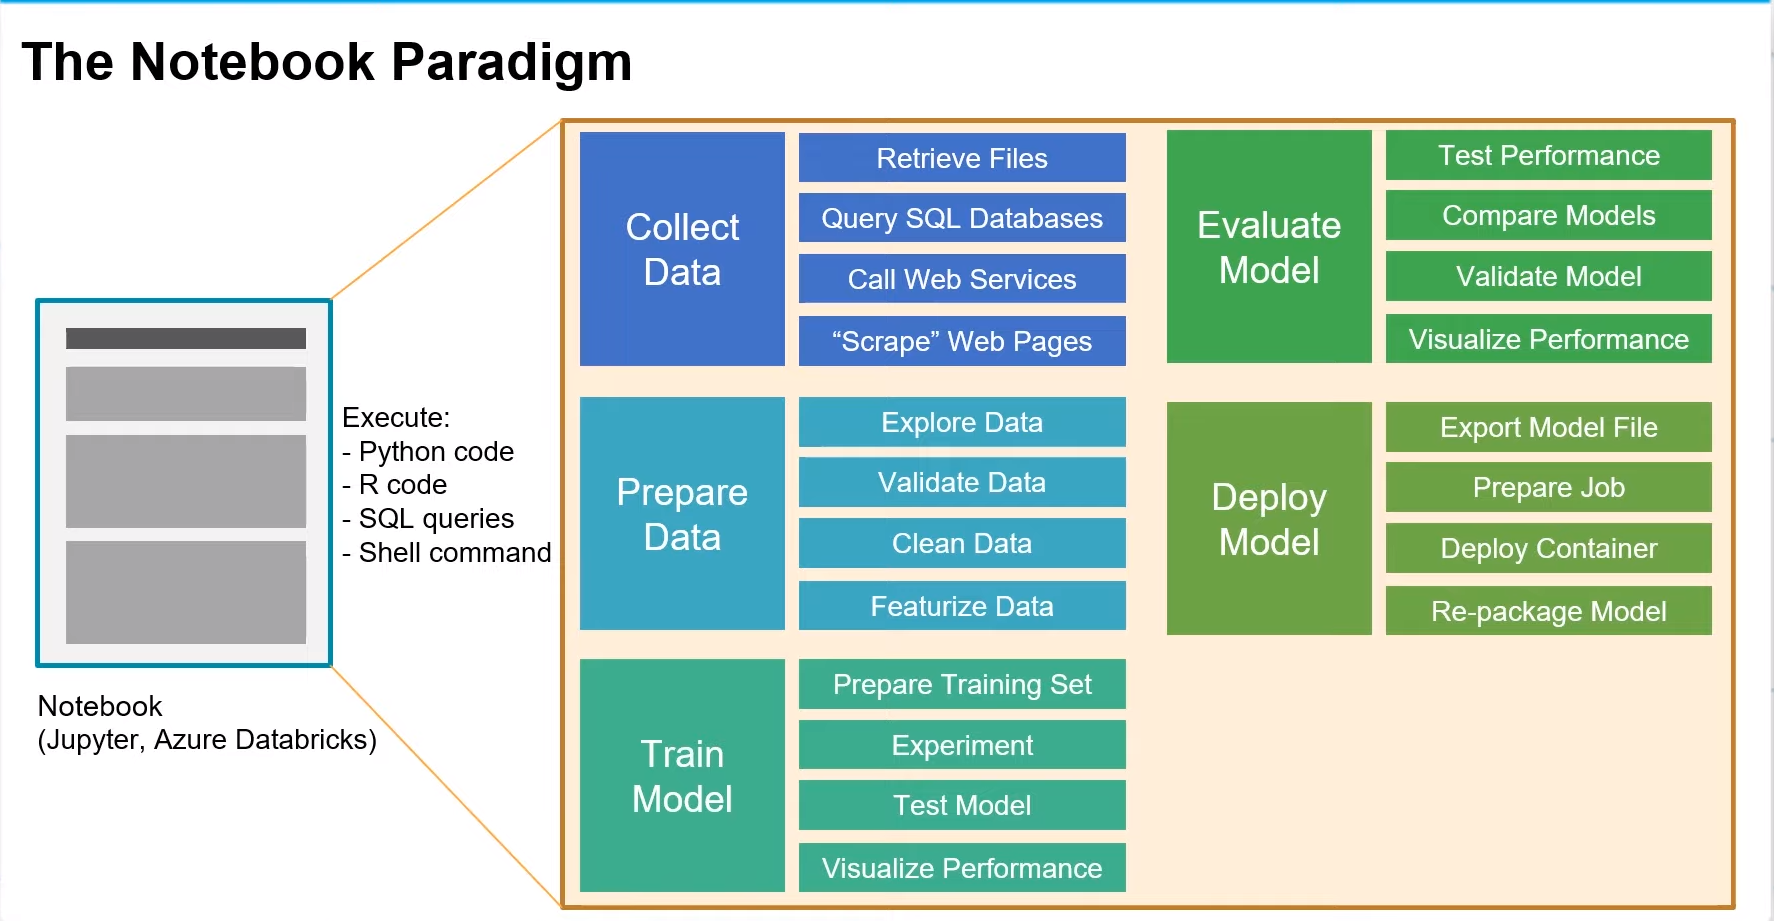 The Notebook Paradigm
Execute:
- Python code
- R code
- SQL queries
- Shell command
Notebook
(Jupyter, Azure Databricks)
Collect
Data
Retrieve Files
Query SQL Databases
Call Web Services
“Scrape” Web Pages
Prepare
Data
Explore Data
Validate Data
Clean Data
Featurize Data
Train
Model
Prepare Training Set
Experiment
Test Model
Visualize Performance
Evaluate
Model
Test Performance
Compare Models
Validate Model
Visualize Performance
Deploy
Model
Export Model File
Prepare Job
Deploy Container
Re-package Model